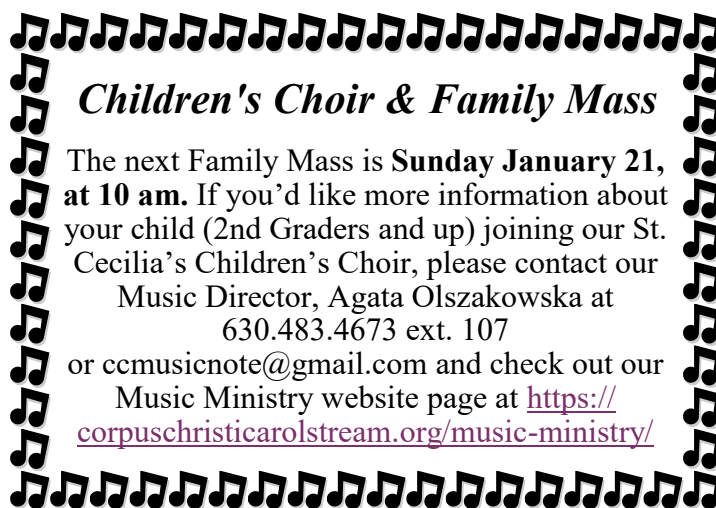 Children's Choir & Family Mass
The next Family Mass is Sunday January 21,
at 10 am. If you’d like more information about
your child (2nd Graders and up) joining our St.
Cecilia’s Children’s Choir, please contact our
Music Director, Agata Olszakowska at
630.483.4673 ext. 107
or ccmusicnote@gmail.com and check out our
Music Ministry website page at https://
corpuschristicarolstream.org/music-ministry/